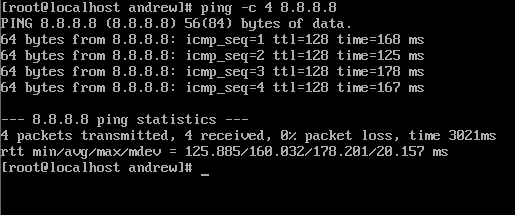 [root@localhost andrew]# ping -c 4 8.8.8.8
PING 8.8.8.8 (8.8.8.8) 56(84) bytes of data.
64 bytes from 8.8.8.8: icmp_seq=1 ttl=128 time=168 ms
64 bytes from 8.8.8.8: icmp_seq=2 ttl=128 time=125 ms
64 bytes from 8.8.8.8: icmp_seq=3 ttl=128 time=178 ms
64 bytes from 8.8.8.8: icmp_seq=4 ttl=128 time=167 ms

--- 8.8.8.8 ping statistics ---
4 packets transmitted, 4 received, 0% packet loss, time 3021ms
rtt min/avg/max/mdev = 125.885/160.032/178.201/20.157 ms
[root@localhost andrew]# _